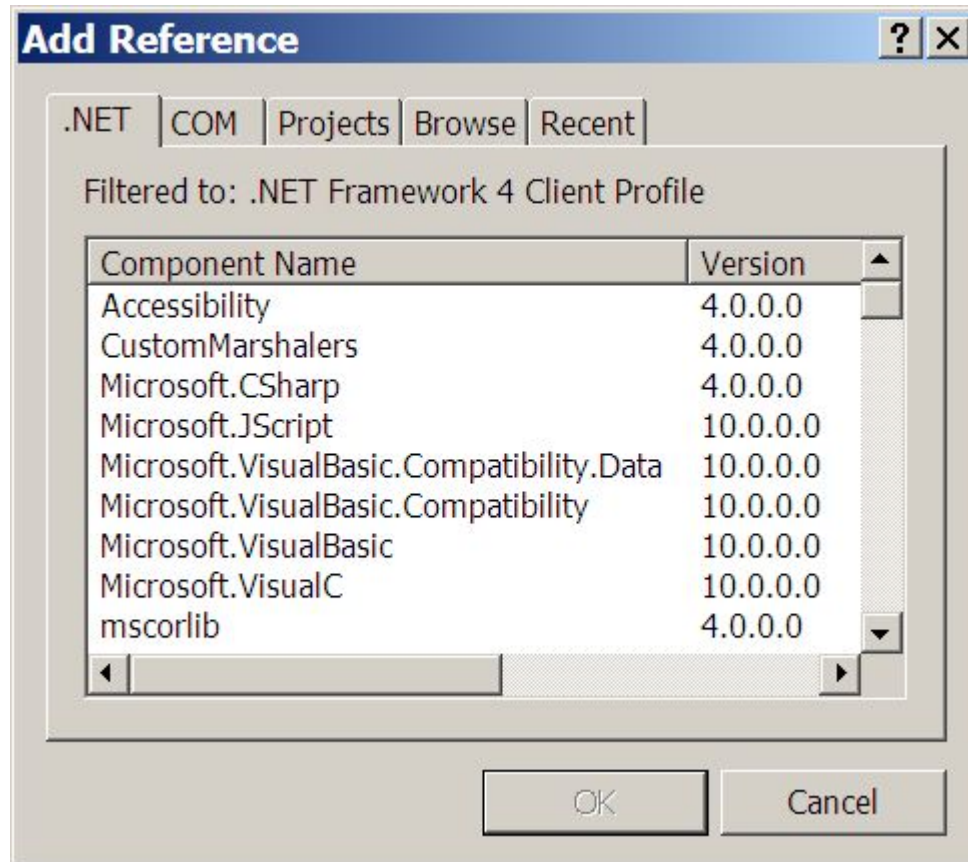 Add Reference
.NET COM Projects Browse Recent
Filtered to: .NET Framework 4 Client Profile
Component Name Version
Accessibility 4.0.0.0
CustomMarshalers 4.0.0.0
Microsoft.CSharp 4.0.0.0
Microsoft.JScript 10.0.0.0
Microsoft.VisualBasic.Compatibility.Data 10.0.0.0
Microsoft.VisualBasic.Compatibility 10.0.0.0
Microsoft.VisualBasic 10.0.0.0
Microsoft.VisualC 10.0.0.0
mscorlib 4.0.0.0
OK Cancel